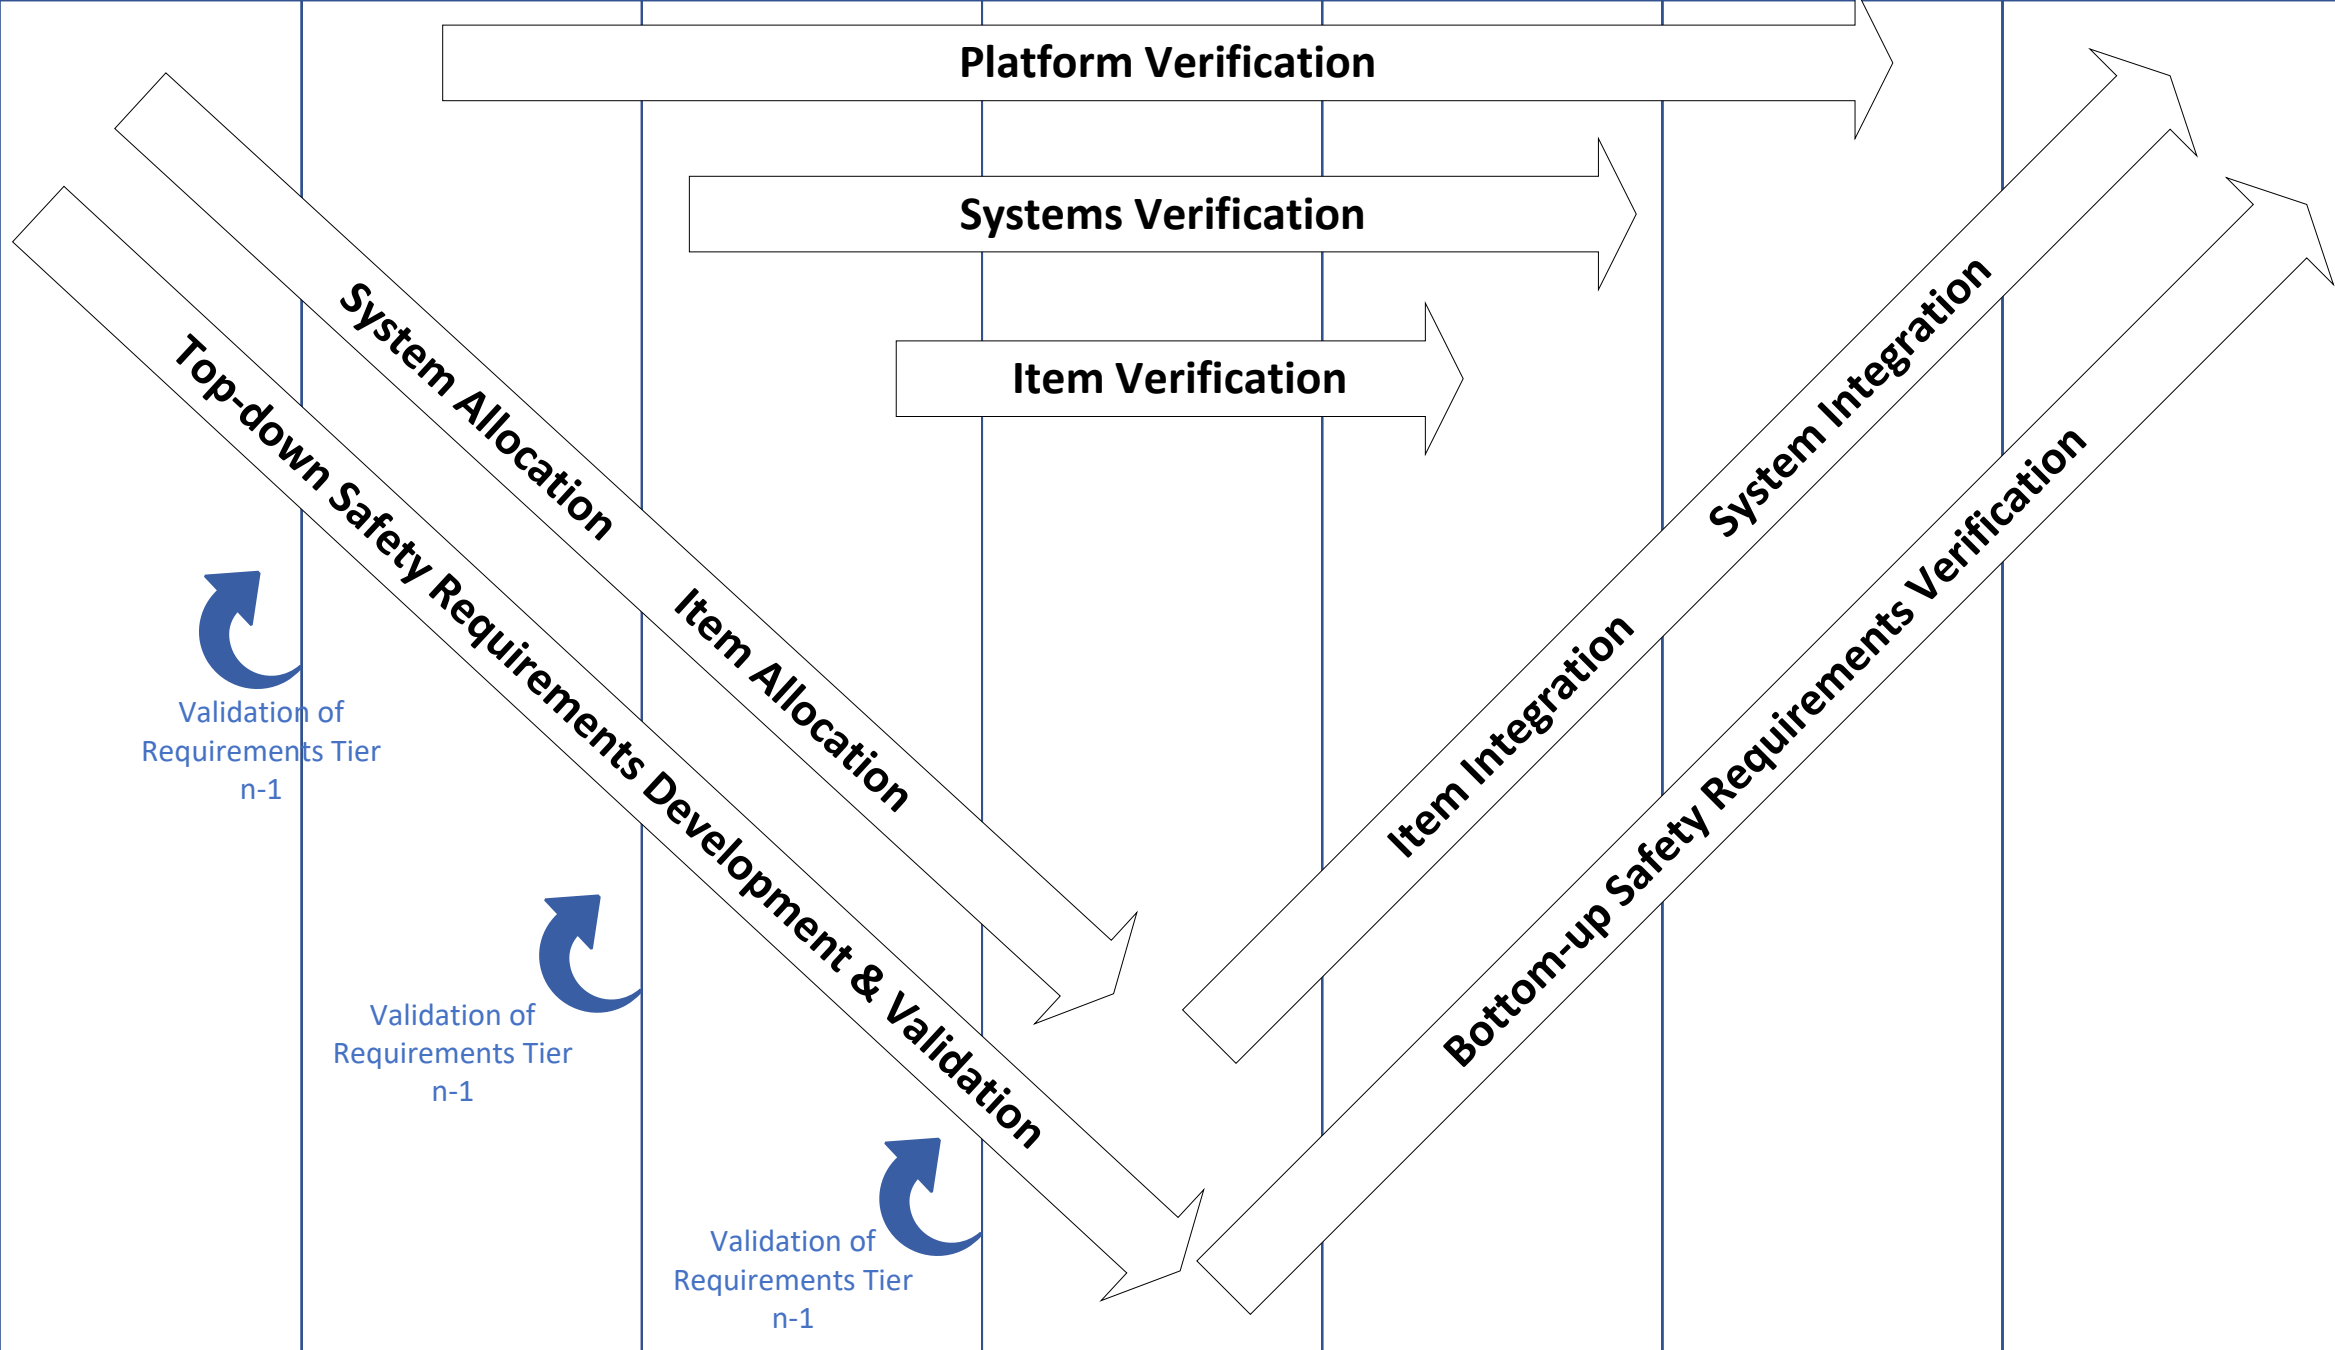 Platform Verification
Systems Verification
Item Verification
System Allocation
Item Allocation
Top-down Safety Requirements Development & Validation
System Integration
Item Integration
Bottom-up Safety Requirements Verification
Validation of
Requirements Tier
n-1
Validation of
Requirements Tier
n-1
Validation of
Requirements Tier
n-1